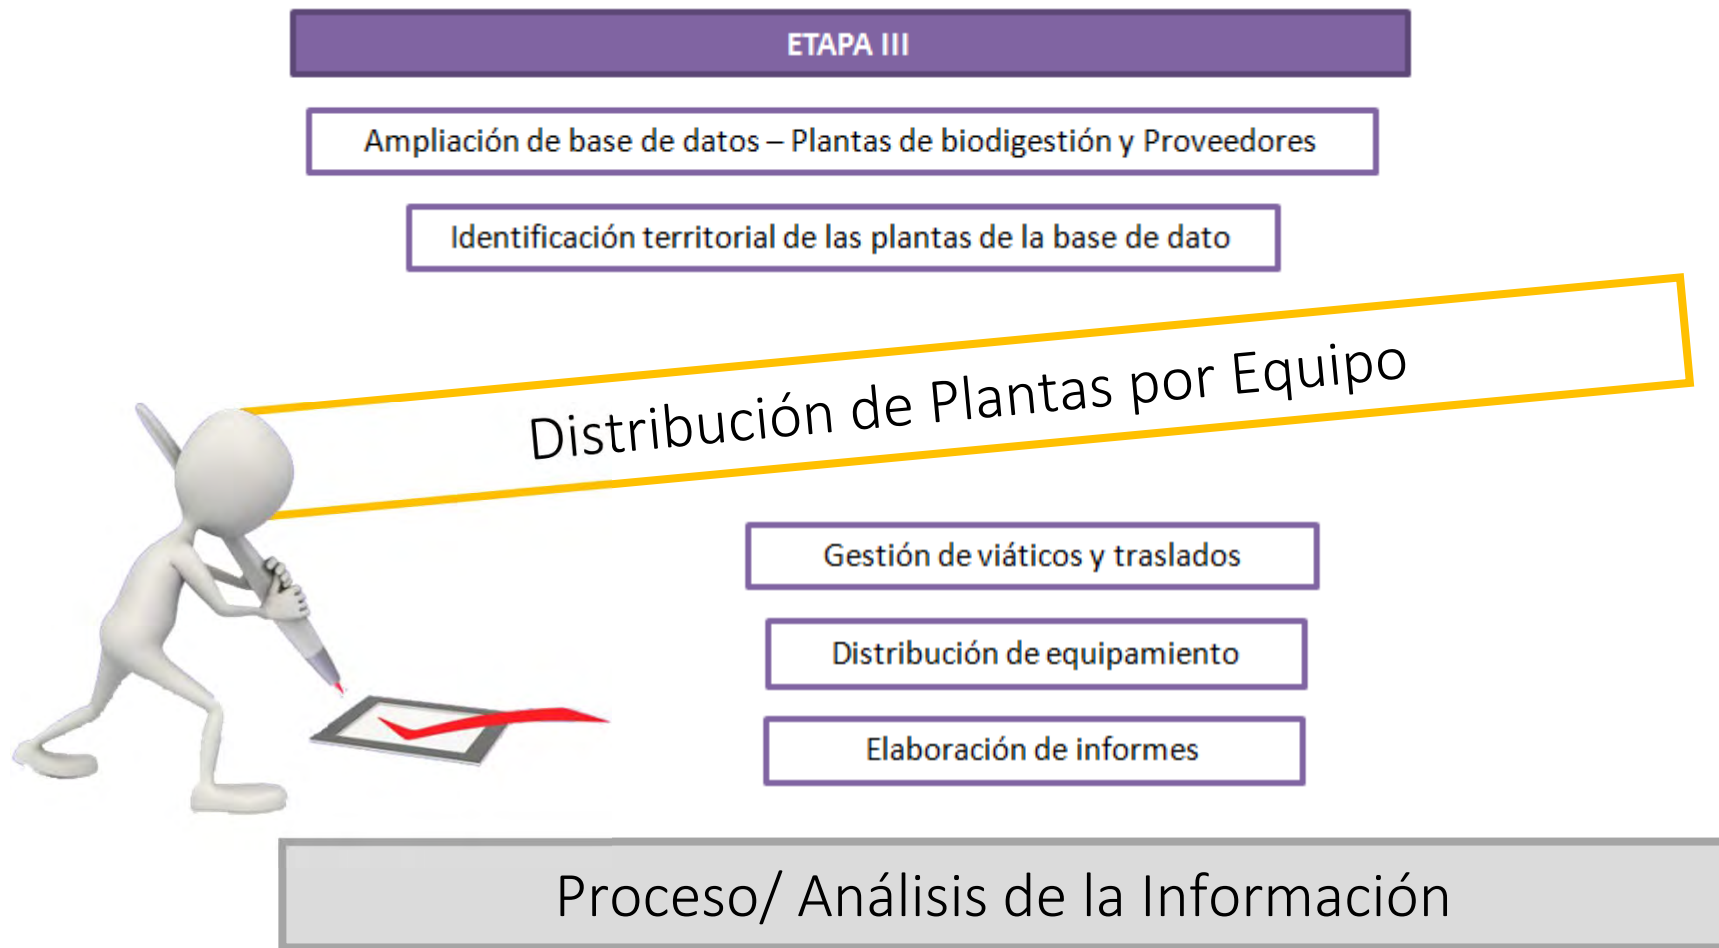 ETAPA III
Ampliación de base de datos – Plantas de biodigestión y Proveedores
Identificación territorial de las plantas de la base de dato
Distribución de Plantas por Equipo
Gestión de viáticos y traslados
Distribución de equipamiento
Elaboración de informes
Proceso/ Análisis de la Información